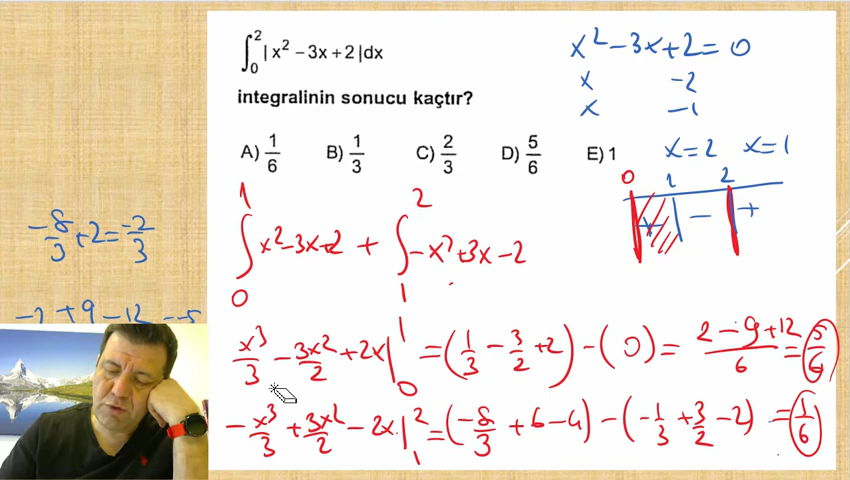 ∫₀² | x² − 3x + 2 | dx
integralinin sonucu kaçtır?
A) 1/6 B) 1/3 C) 2/3 D) 5/6 E) 1
x² − 3x + 2 = 0
x −2
x −1
x = 2 x = 1
0 1 2
+ − +
∫₀¹ x² − 3x + 2 + ∫₁² −x² + 3x − 2
x³/3 − 3x²/2 + 2x |₀¹ = (1/3 − 3/2 + 2) − (0) = (2 − 9 + 12)/6 = 5/6
−x³/3 + 3x²/2 − 2x |₁² = (−8/3 + 6 − 4) − (−1/3 + 3/2 − 2) = 1/6
−8/3 + 2 = −2/3